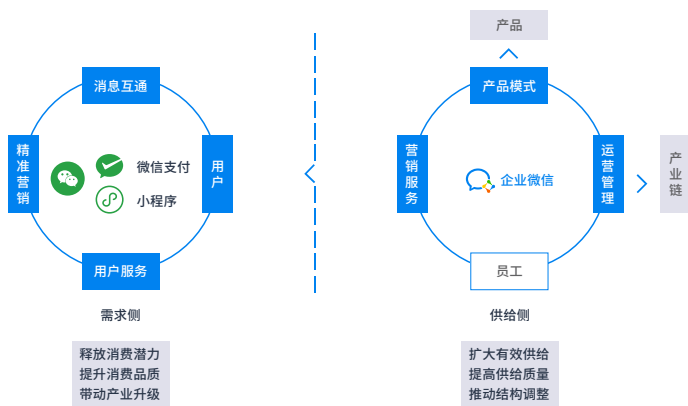 消息互通
精准营销
微信支付
小程序
用户
用户服务
需求侧
释放消费潜力
提升消费品质
带动产业升级
产品
产品模式
营销服务
企业微信
运营管理
产业链
员工
供给侧
扩大有效供给
提高供给质量
推动结构调整